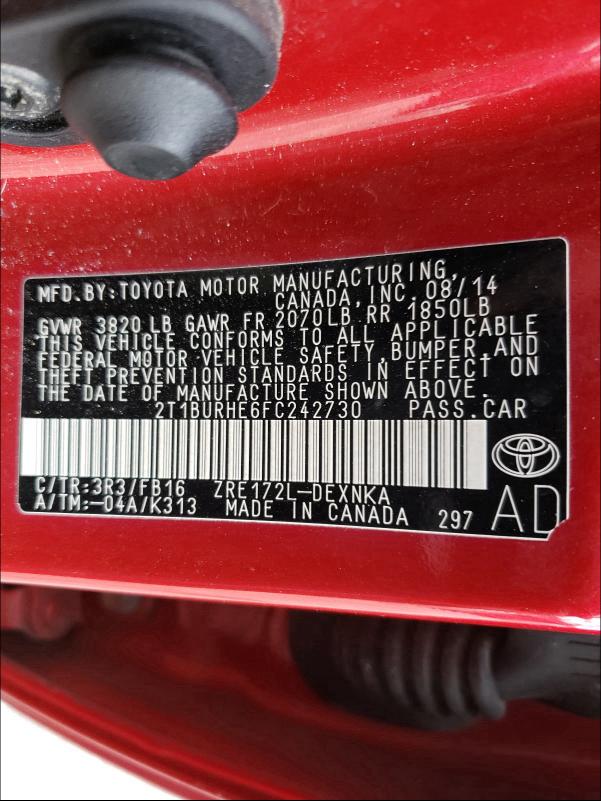 MFD.BY:TOYOTA MOTOR MANUFACTURING,
CANADA,INC. 08/14
GVWR 3820 LB GAWR FR 2070LB, RR 1850LB
THIS VEHICLE CONFORMS TO ALL APPLICABLE
FEDERAL MOTOR VEHICLE SAFETY,BUMPER,AND
THEFT PREVENTION STANDARDS IN EFFECT ON
THE DATE OF MANUFACTURE SHOWN ABOVE.
2T1BURHE6FC242730 PASS.CAR
C/TR:3R3/FB16 ZRE172L-DEXNKA
A/TM:-04A/K313 MADE IN CANADA 297 AD